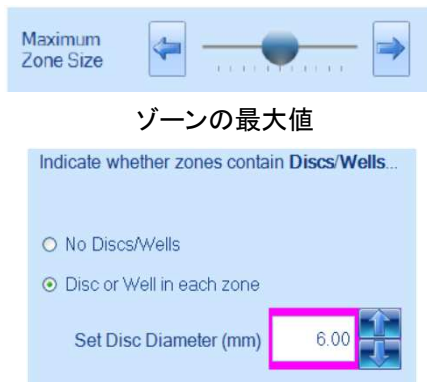 Maximum
Zone Size
ゾーンの最大値
Indicate whether zones contain Discs/Wells...
No Discs/Wells
Disc or Well in each zone
Set Disc Diameter (mm) 6.00